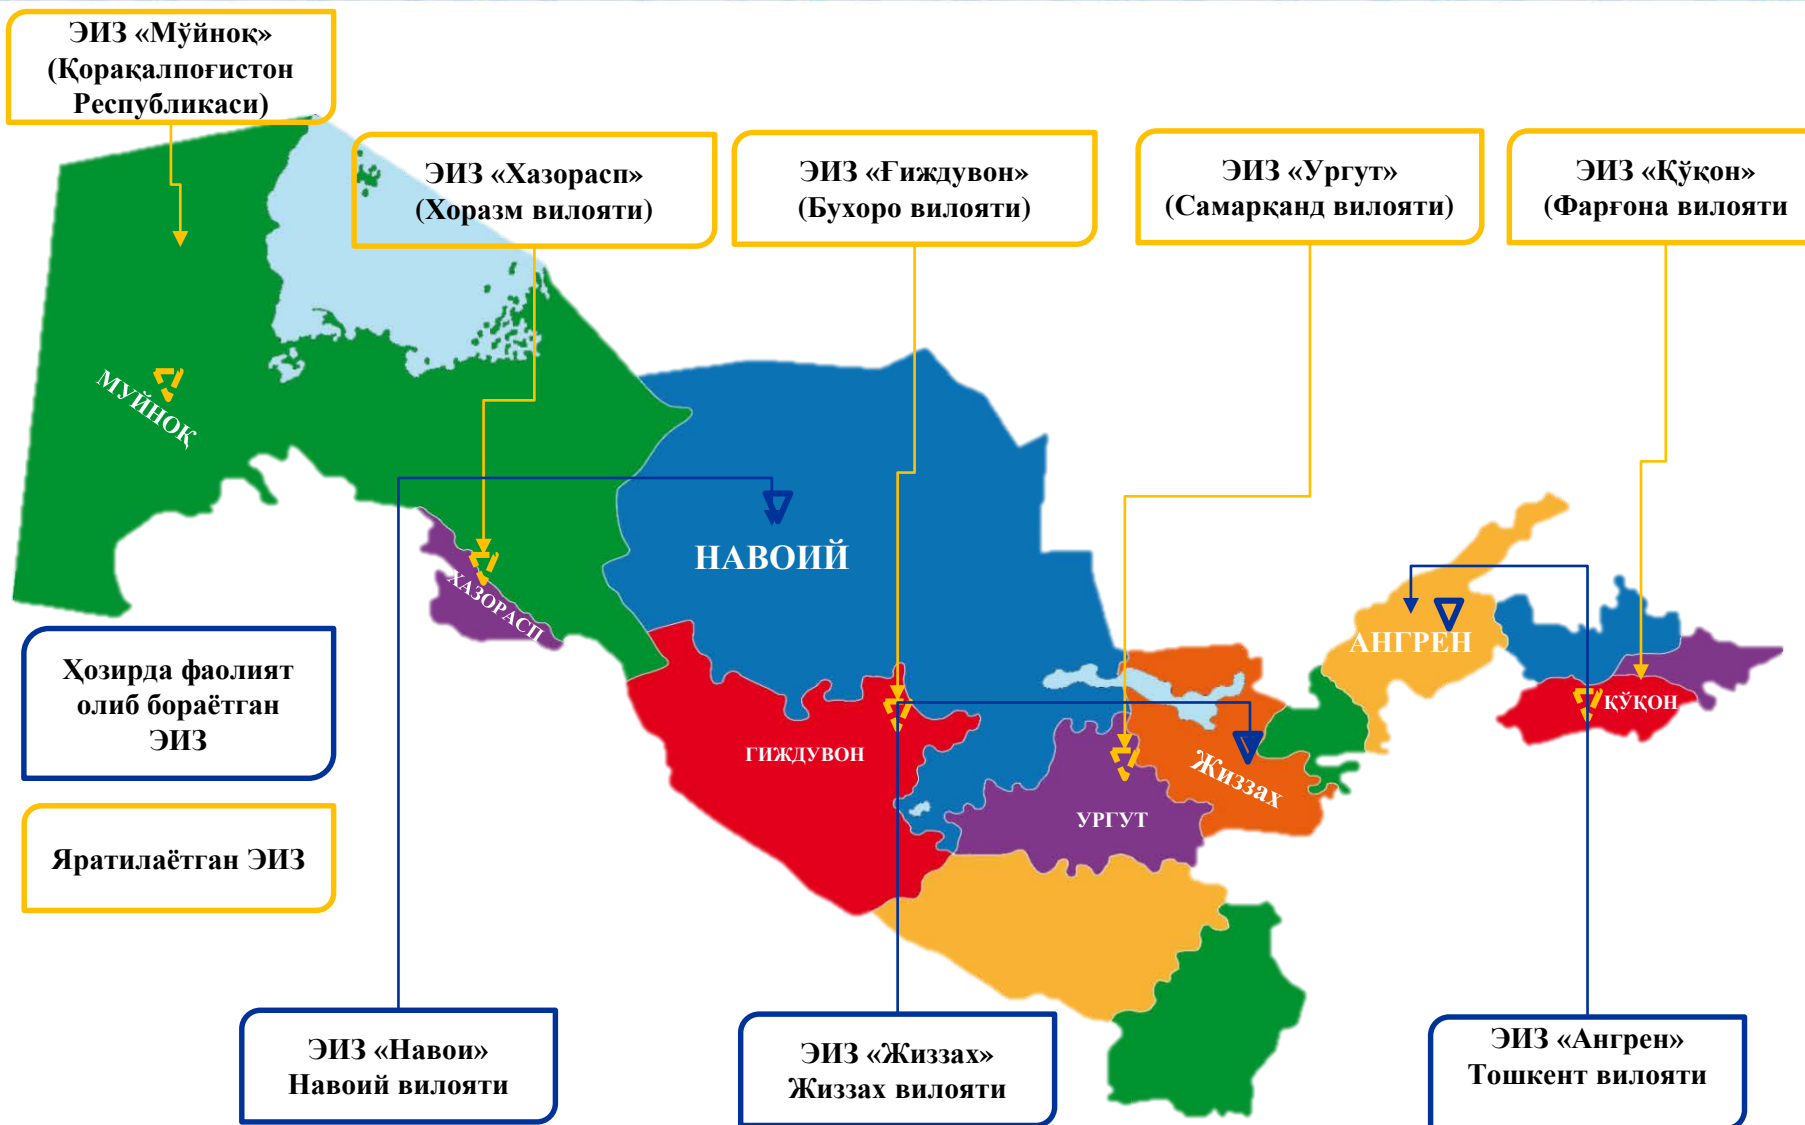 ЭИЗ «Мўйноқ»
(Қорақалпоғистон
Республикаси)
ЭИЗ «Хазорасп»
(Хоразм вилояти)
ЭИЗ «Ғиждувон»
(Бухоро вилояти)
ЭИЗ «Ургут»
(Самарқанд вилояти)
ЭИЗ «Қўқон»
(Фарғона вилояти
МУЙНОҚ
НАВОИЙ
ХАЗОРАСП
АНГРЕН
ҚЎҚОН
ГИЖДУВОН
Жиззах
УРГУТ
Ҳозирда фаолият
олиб бораётган
ЭИЗ
Яратилаётган ЭИЗ
ЭИЗ «Навои»
Навоий вилояти
ЭИЗ «Жиззах»
Жиззах вилояти
ЭИЗ «Ангрен»
Тошкент вилояти